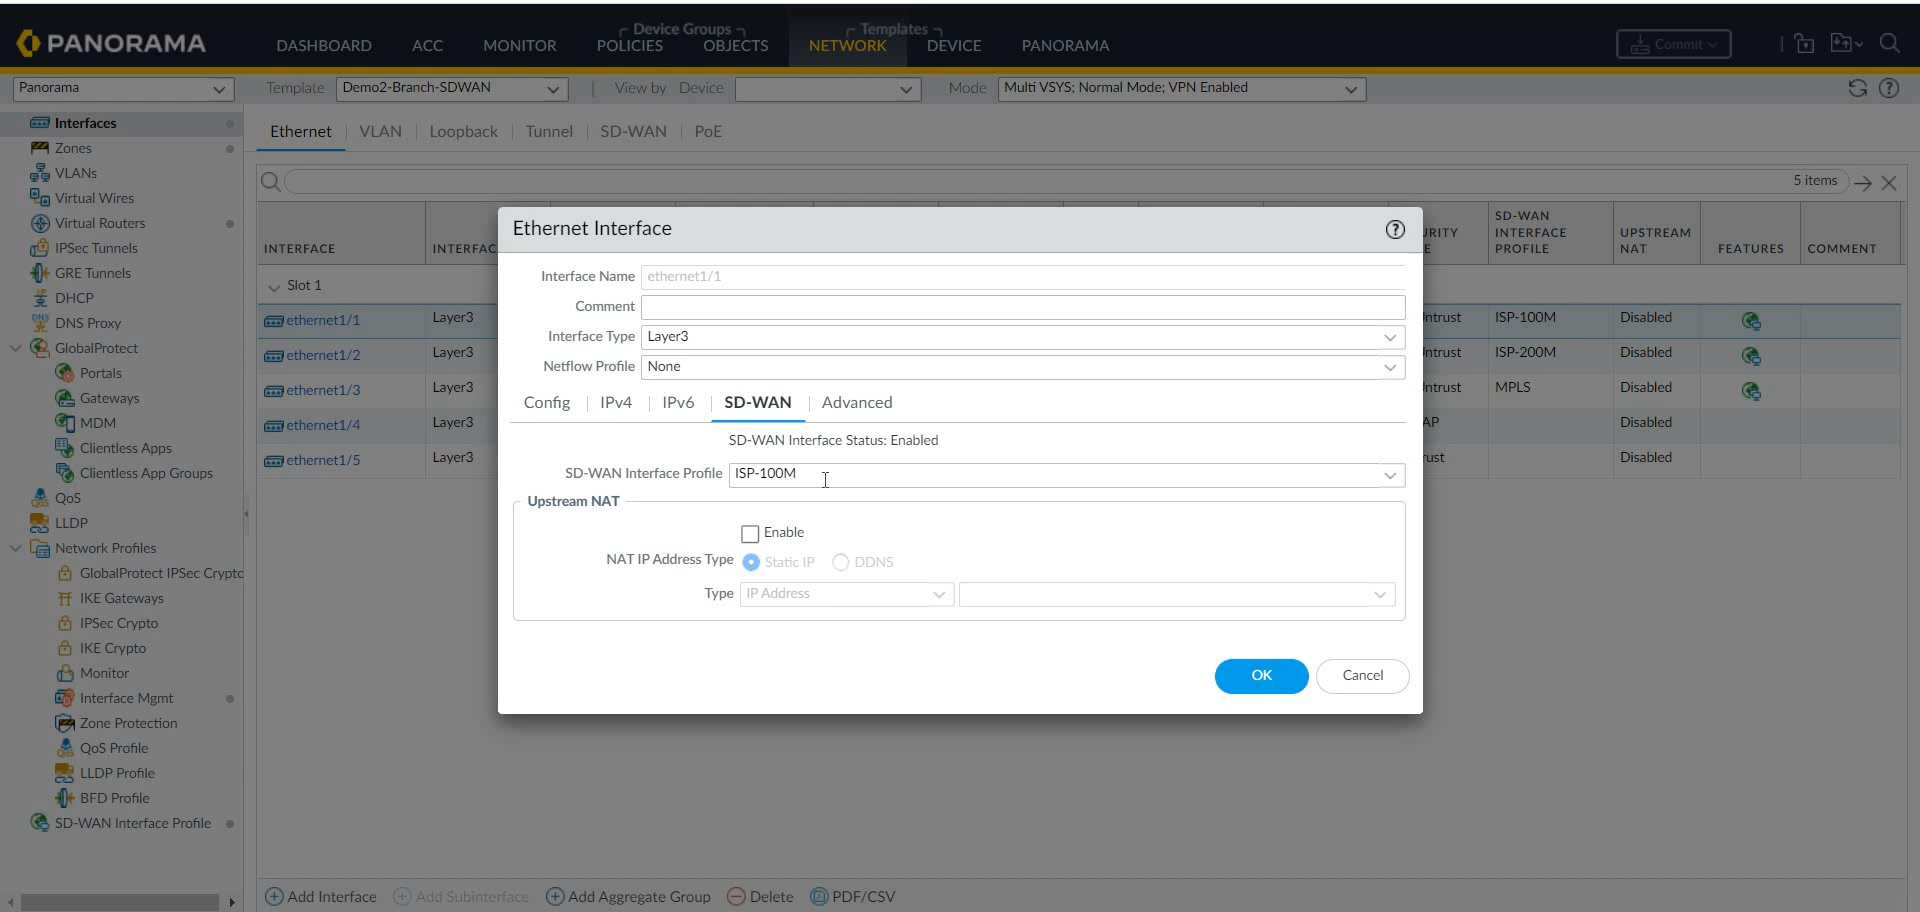 Device Groups
Templates
PANORAMA
DASHBOARD
ACC
MONITOR
POLICIES
OBJECTS
NETWORK
DEVICE
PANORAMA
Commit
Panorama
Template
Demo2-Branch-SDWAN
View by
Device
Mode
Multi VSYS; Normal Mode; VPN Enabled
Interfaces
Zones
VLANs
Virtual Wires
Virtual Routers
IPSec Tunnels
GRE Tunnels
DHCP
DNS Proxy
GlobalProtect
Portals
Gateways
MDM
Clientless Apps
Clientless App Groups
QoS
LLDP
Network Profiles
GlobalProtect IPSec Crypto
IKE Gateways
IPSec Crypto
IKE Crypto
Monitor
Interface Mgmt
Zone Protection
QoS Profile
LLDP Profile
BFD Profile
SD-WAN Interface Profile
Ethernet
VLAN
Loopback
Tunnel
SD-WAN
PoE
5 items
INTERFACE
INTERFAC
URITY
E
SD-WAN
INTERFACE
PROFILE
UPSTREAM
NAT
FEATURES
COMMENT
Slot 1
ethernet1/1
Layer3
Untrust
ISP-100M
Disabled
ethernet1/2
Layer3
Untrust
ISP-200M
Disabled
ethernet1/3
Layer3
Untrust
MPLS
Disabled
ethernet1/4
Layer3
AP
Disabled
ethernet1/5
Layer3
rust
Disabled
Ethernet Interface
Interface Name
ethernet1/1
Comment
Interface Type
Layer3
Netflow Profile
None
Config
IPv4
IPv6
SD-WAN
Advanced
SD-WAN Interface Status: Enabled
SD-WAN Interface Profile
ISP-100M
Upstream NAT
Enable
NAT IP Address Type
Static IP
DDNS
Type
IP Address
OK
Cancel
Add Interface
Add Subinterface
Add Aggregate Group
Delete
PDF/CSV